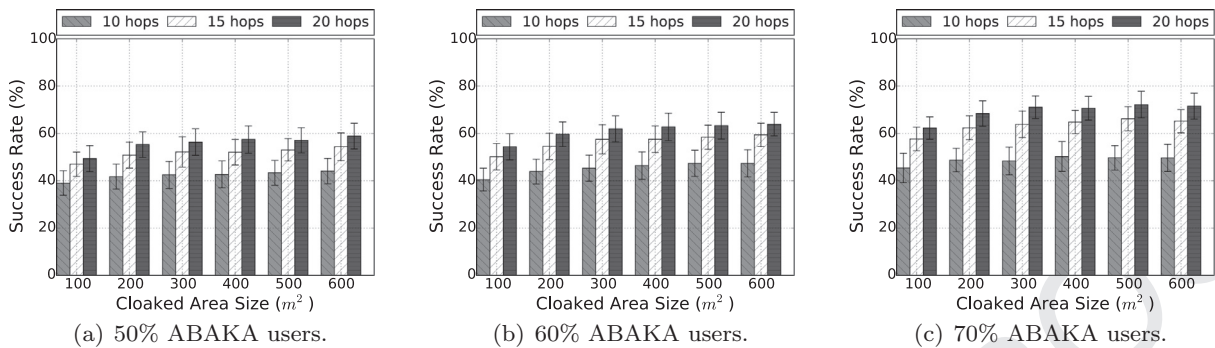 10 hops 15 hops 20 hops
100
80
60
40
20
0
Success Rate (%)
100 200 300 400 500 600
Cloaked Area Size (m²)
(a) 50% ABAKA users.
10 hops 15 hops 20 hops
100
80
60
40
20
0
Success Rate (%)
100 200 300 400 500 600
Cloaked Area Size (m²)
(b) 60% ABAKA users.
10 hops 15 hops 20 hops
100
80
60
40
20
0
Success Rate (%)
100 200 300 400 500 600
Cloaked Area Size (m²)
(c) 70% ABAKA users.